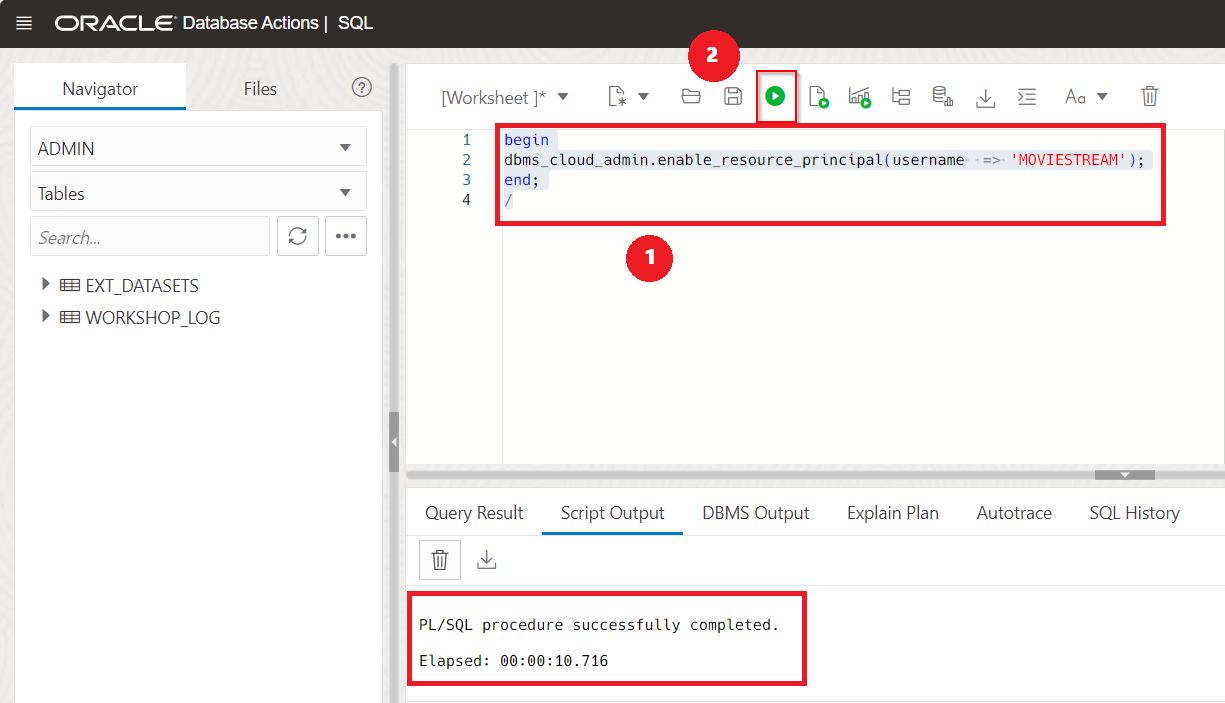 ORACLE Database Actions | SQL
Navigator
Files
?
ADMIN
Tables
Search...
EXT_DATASETS
WORKSHOP_LOG
2
[Worksheet ]*
Aa
1 begin
2 dbms_cloud_admin.enable_resource_principal(username => 'MOVIESTREAM');
3 end;
4 /
1
Query Result
Script Output
DBMS Output
Explain Plan
Autotrace
SQL History
PL/SQL procedure successfully completed.
Elapsed: 00:00:10.716